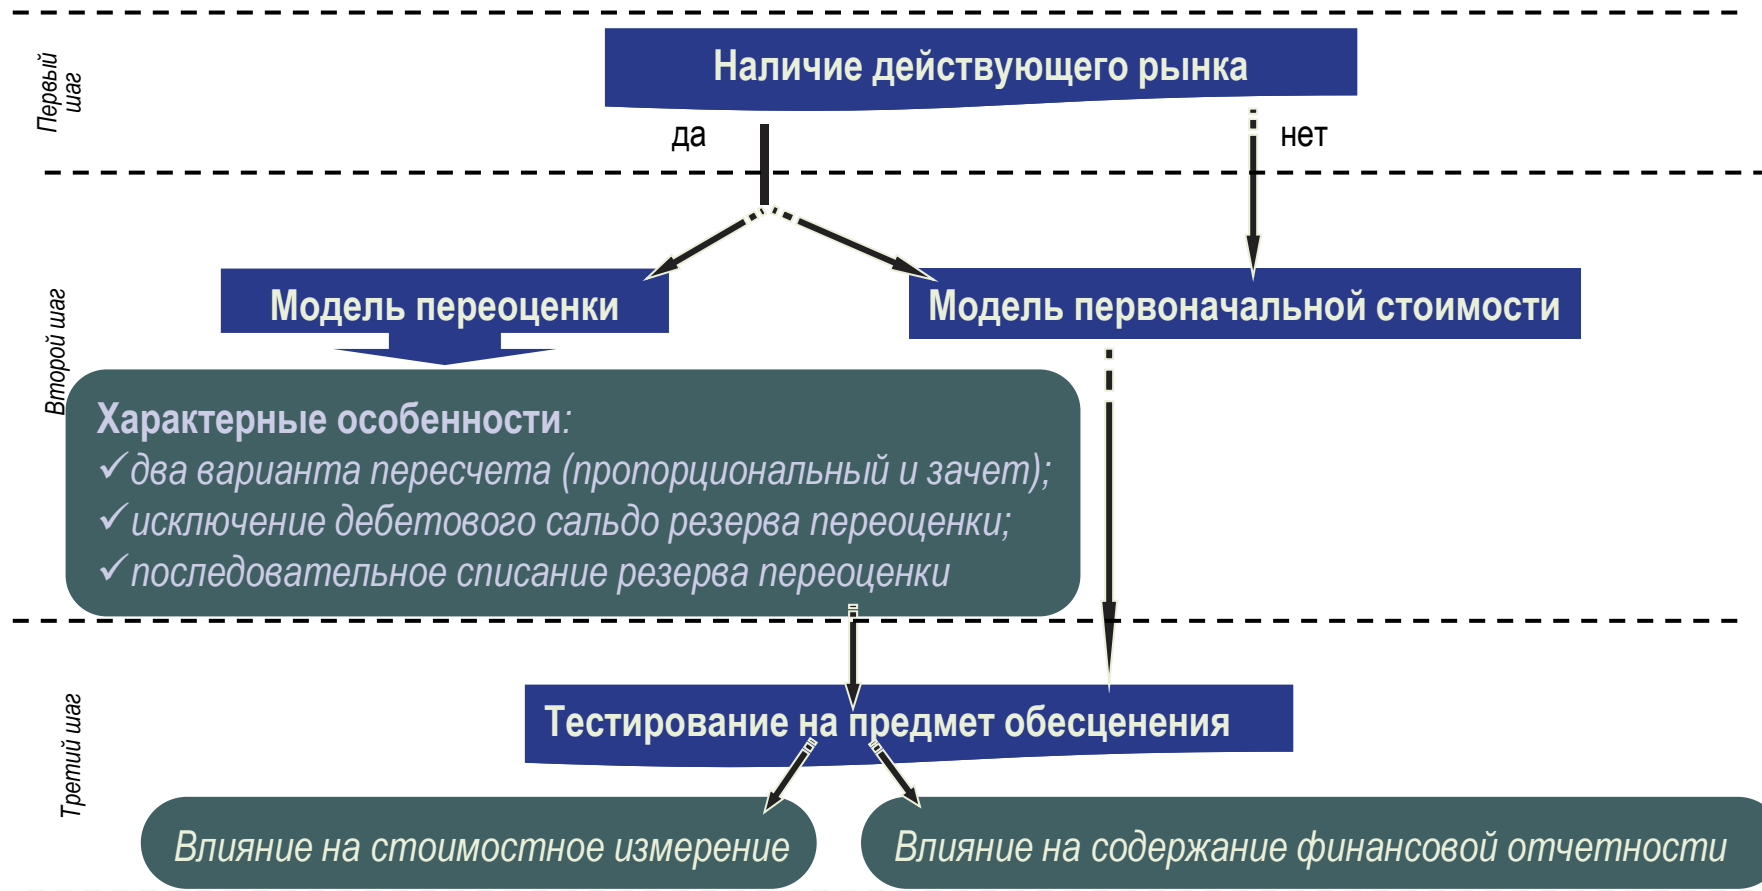 Первый
шаг
Наличие действующего рынка
да
нет
Второй шаг
Модель переоценки
Модель первоначальной стоимости
Характерные особенности:
✓два варианта пересчета (пропорциональный и зачет);
✓исключение дебетового сальдо резерва переоценки;
✓последовательное списание резерва переоценки
Третий шаг
Тестирование на предмет обесценения
Влияние на стоимостное измерение
Влияние на содержание финансовой отчетности